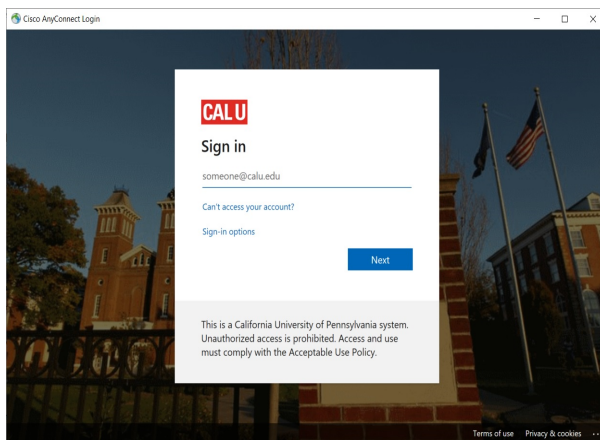 Cisco AnyConnect Login
CAL U
Sign in
someone@calu.edu
Can't access your account?
Sign-in options
Next
This is a California University of Pennsylvania system.
Unauthorized access is prohibited. Access and use
must comply with the Acceptable Use Policy.
Terms of use Privacy & cookies ...